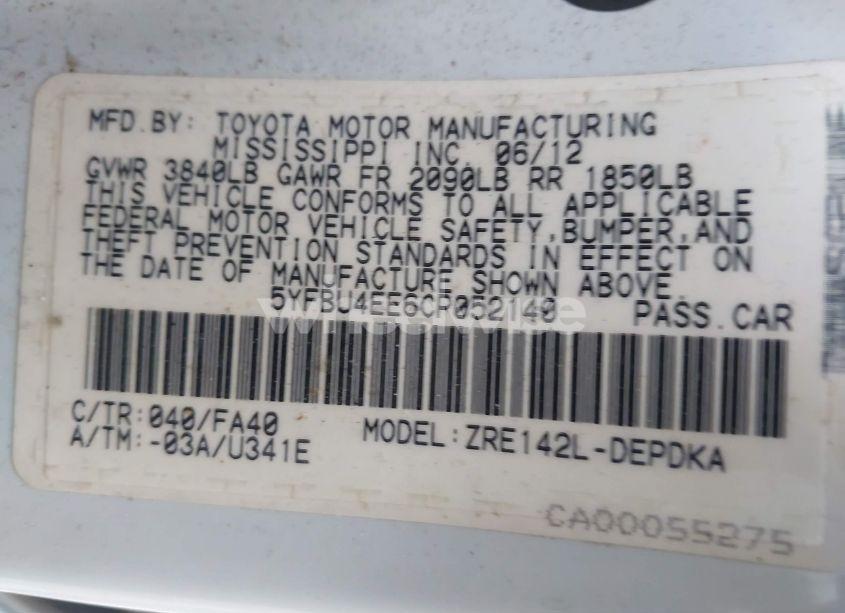 MFD.BY: TOYOTA MOTOR MANUFACTURING
MISSISSIPPI INC. 06/12
GVWR 3840LB GAWR FR 2090LB RR 1850LB
THIS VEHICLE CONFORMS TO ALL APPLICABLE
FEDERAL MOTOR VEHICLE SAFETY,BUMPER,AND
THEFT PREVENTION STANDARDS IN EFFECT ON
THE DATE OF MANUFACTURE SHOWN ABOVE.
5YFBU4EE6CP052140 PASS.CAR
C/TR:040/FA40
A/TM:-03A/U341E
MODEL:ZRE142L-DEPDKA
CA00055275